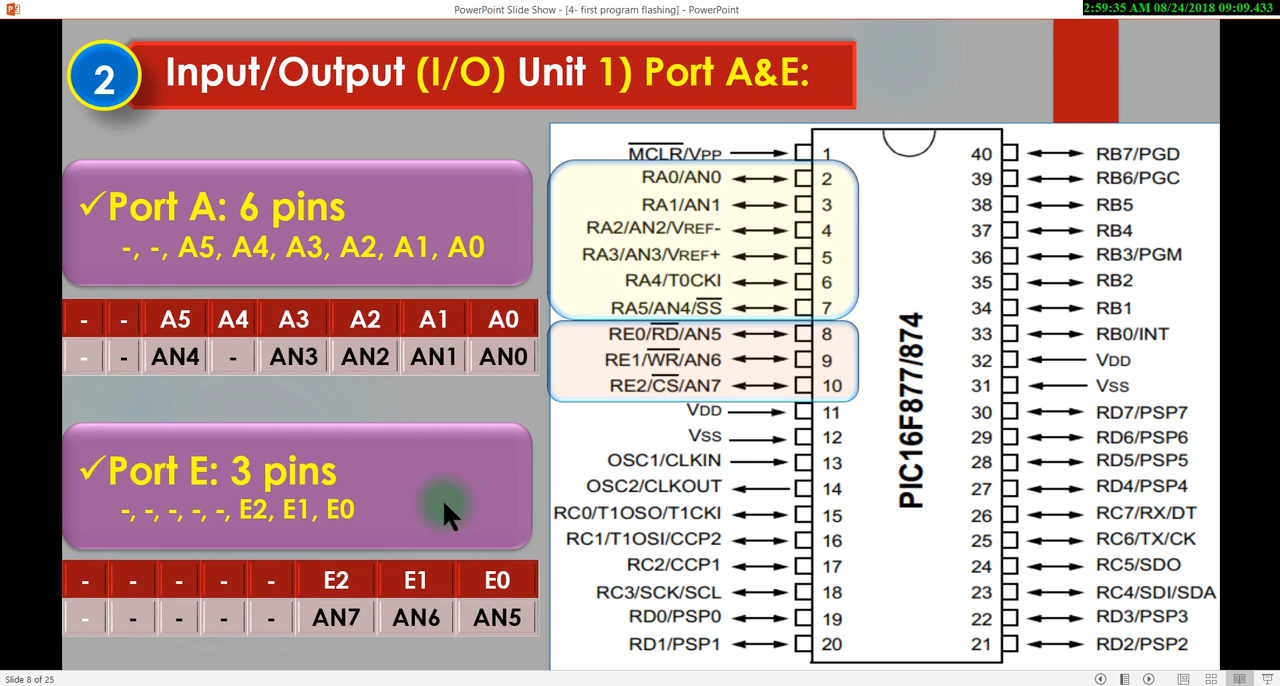 PowerPoint Slide Show - [4- first program flashing] - PowerPoint
2:59:35 AM 08/24/2018 09:09.433
2 Input/Output (I/O) Unit 1) Port A&E:
✓Port A: 6 pins
-, -, A5, A4, A3, A2, A1, A0
- - A5 A4 A3 A2 A1 A0
- - AN4 - AN3 AN2 AN1 AN0
✓Port E: 3 pins
-, -, -, -, -, E2, E1, E0
- - - - - E2 E1 E0
- - - - - AN7 AN6 AN5
MCLR/VPP 1 40 RB7/PGD
RA0/AN0 2 39 RB6/PGC
RA1/AN1 3 38 RB5
RA2/AN2/VREF- 4 37 RB4
RA3/AN3/VREF+ 5 36 RB3/PGM
RA4/T0CKI 6 35 RB2
RA5/AN4/SS 7 34 RB1
RE0/RD/AN5 8 33 RB0/INT
RE1/WR/AN6 9 32 VDD
RE2/CS/AN7 10 31 VSS
VDD 11 30 RD7/PSP7
VSS 12 29 RD6/PSP6
OSC1/CLKIN 13 28 RD5/PSP5
OSC2/CLKOUT 14 27 RD4/PSP4
RC0/T1OSO/T1CKI 15 26 RC7/RX/DT
RC1/T1OSI/CCP2 16 25 RC6/TX/CK
RC2/CCP1 17 24 RC5/SDO
RC3/SCK/SCL 18 23 RC4/SDI/SDA
RD0/PSP0 19 22 RD3/PSP3
RD1/PSP1 20 21 RD2/PSP2
PIC16F877/874
Slide 8 of 25